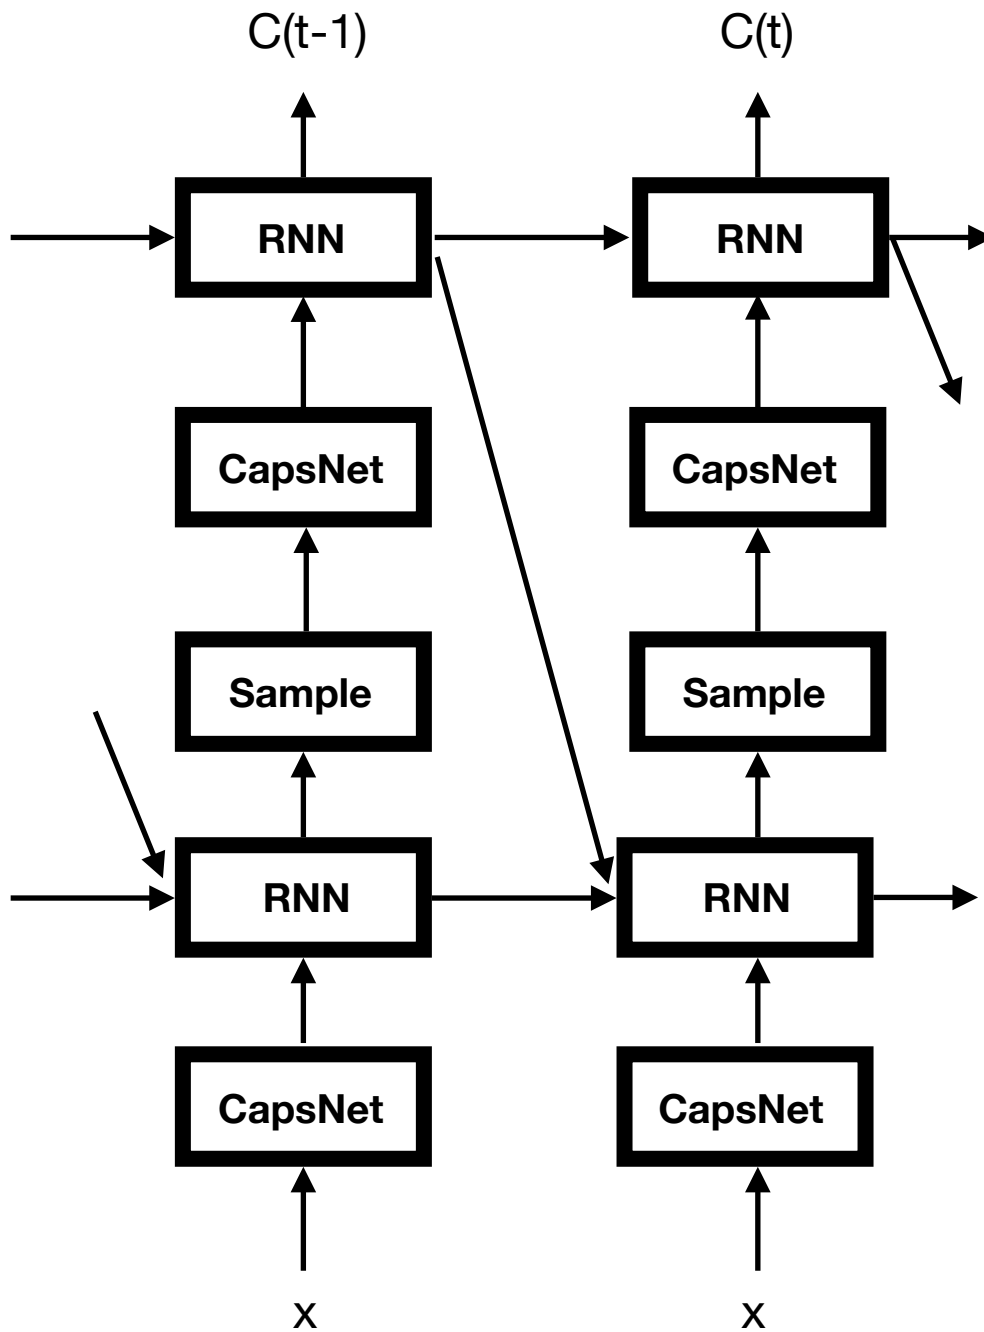 C(t-1) C(t)
RNN RNN
CapsNet CapsNet
Sample Sample
RNN RNN
CapsNet CapsNet
x x